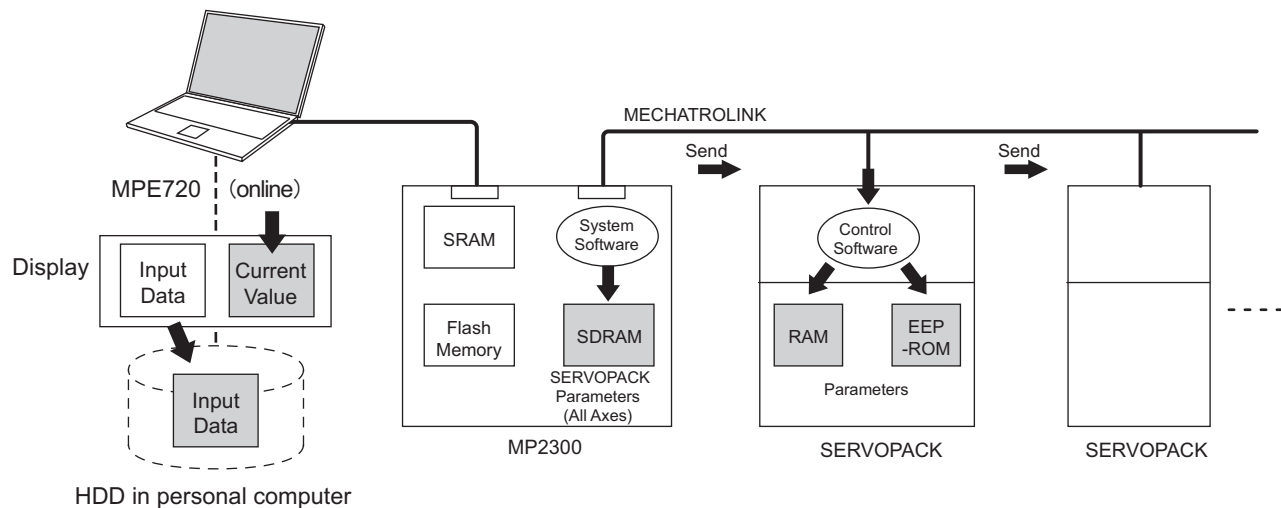 MECHATROLINK
Send
Send
MPE720 (online)
Display
Input
Data
Current
Value
Input
Data
HDD in personal computer
SRAM
System
Software
Flash
Memory
SDRAM
SERVOPACK
Parameters
(All Axes)
MP2300
Control
Software
RAM
EEP
-ROM
Parameters
SERVOPACK
SERVOPACK